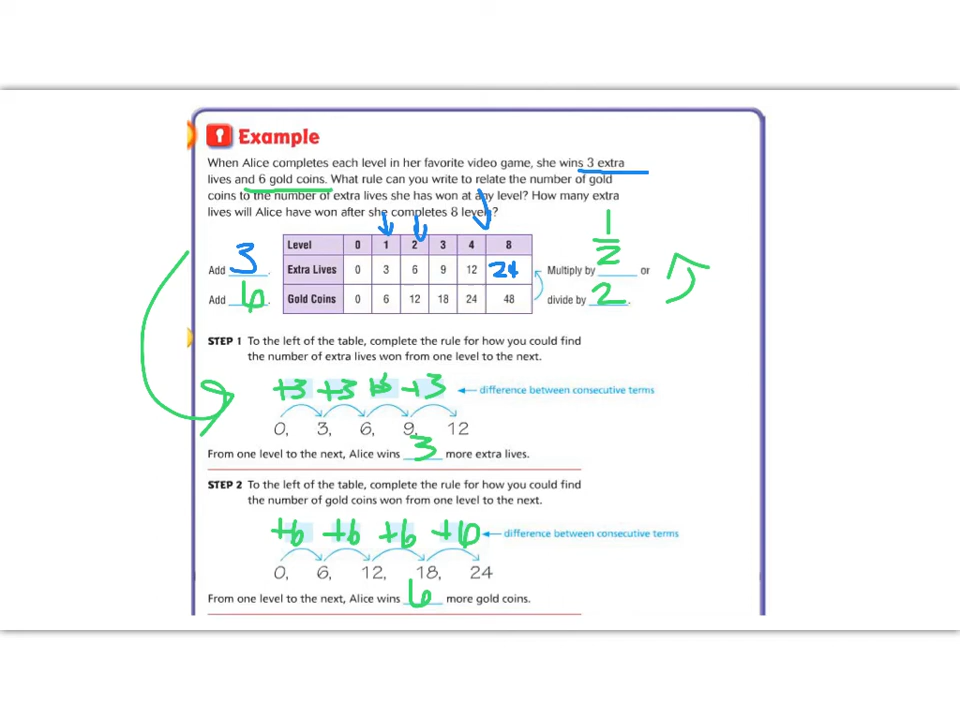 Example
When Alice completes each level in her favorite video game, she wins 3 extra
lives and 6 gold coins. What rule can you write to relate the number of gold
coins to the number of extra lives she has won at any level? How many extra
lives will Alice have won after she completes 8 levels?
Level 0 1 2 3 4 8
Add 3. Extra Lives 0 3 6 9 12 24 Multiply by 1/2 or
Add 6. Gold Coins 0 6 12 18 24 48 divide by 2.
STEP 1 To the left of the table, complete the rule for how you could find
the number of extra lives won from one level to the next.
+3 +3 +3 difference between consecutive terms
0, 3, 6, 9, 12
From one level to the next, Alice wins 3 more extra lives.
STEP 2 To the left of the table, complete the rule for how you could find
the number of gold coins won from one level to the next.
+6 +6 +6 +6 difference between consecutive terms
0, 6, 12, 18, 24
From one level to the next, Alice wins 6 more gold coins.